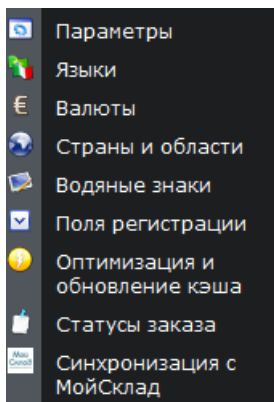 Параметры
Языки
Валюты
Страны и области
Водяные знаки
Поля регистрации
Оптимизация и
обновление кэша
Статусы заказа
Синхронизация с
МойСклад